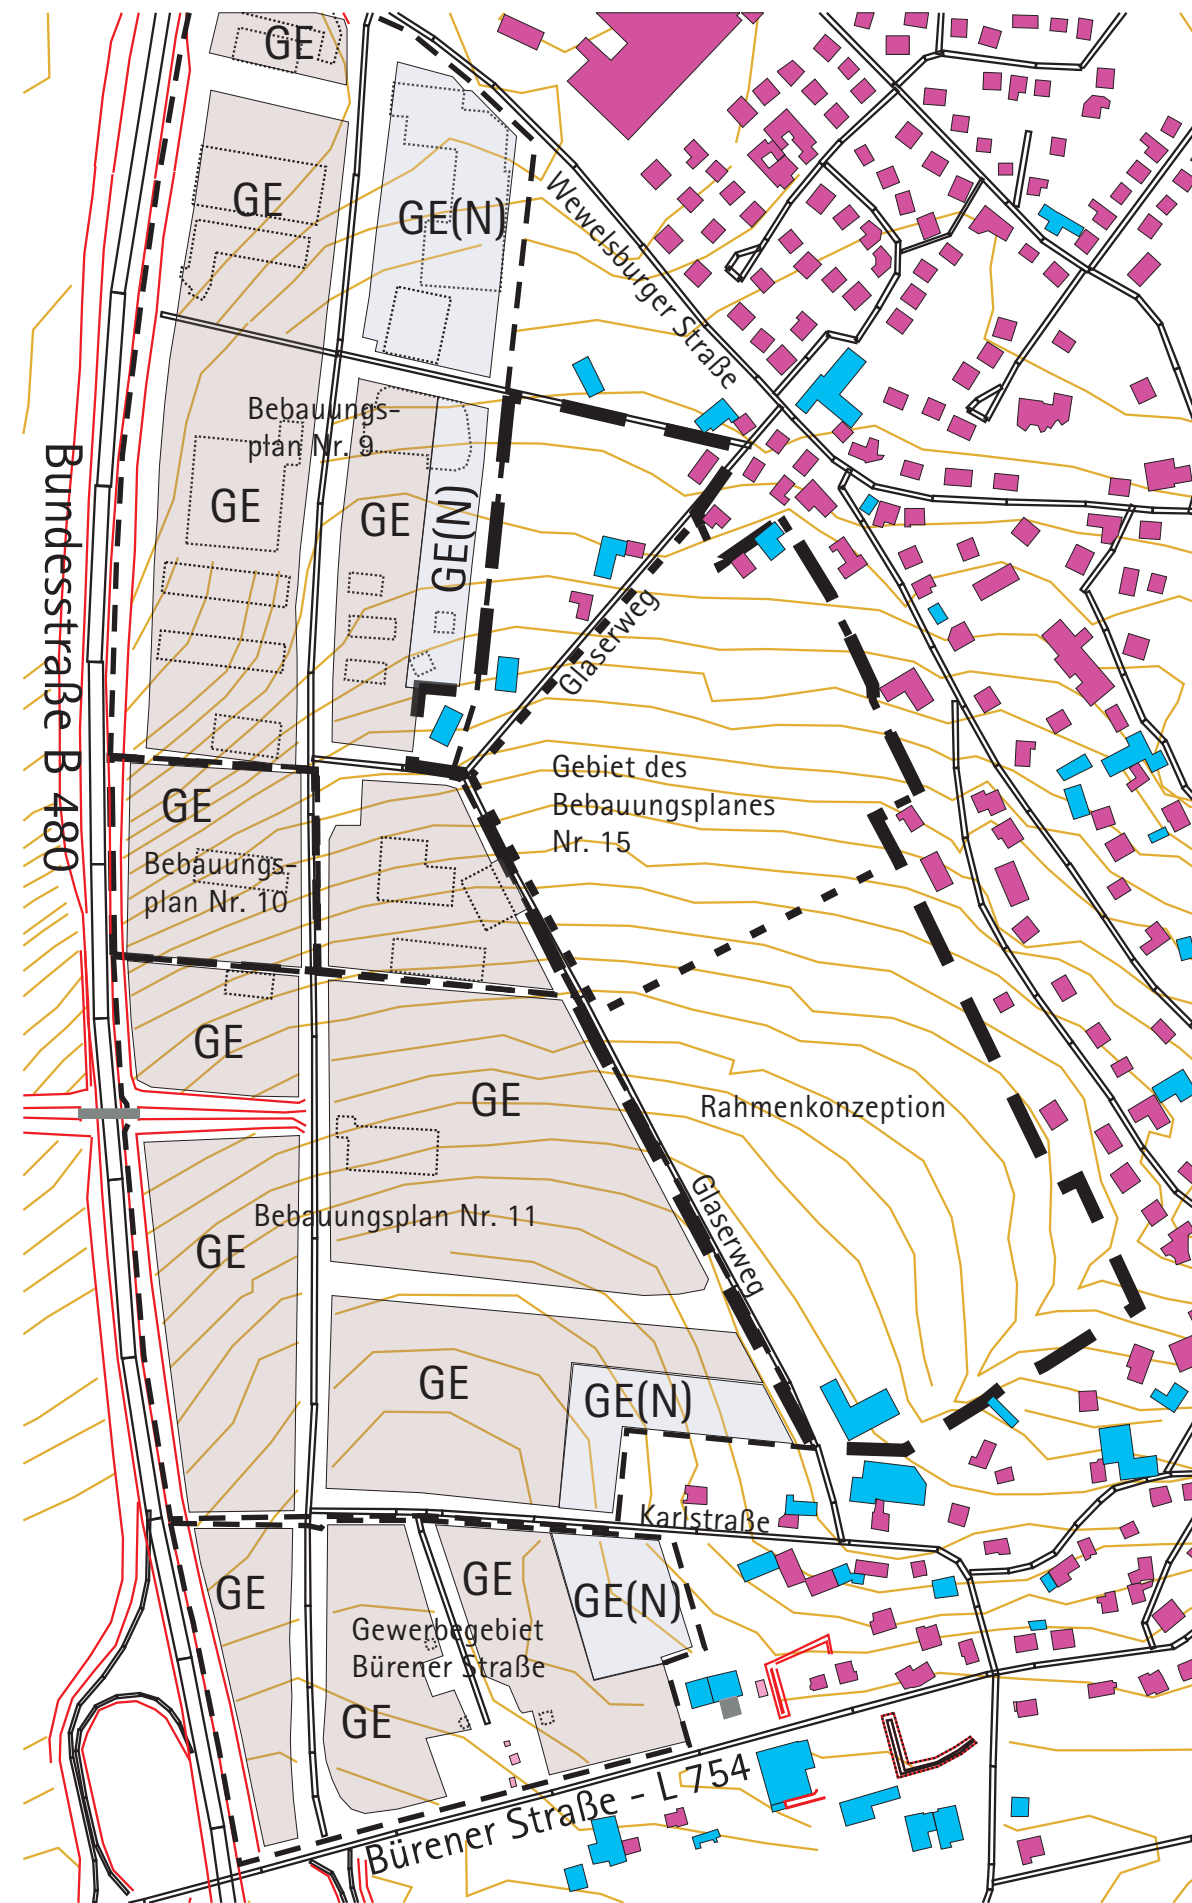 GE
GE
GE(N)
Wewelsburger Straße
Bebauungs-
plan Nr. 9
GE
GE
GE(N)
Bundesstraße B 480
Glaserweg
Gebiet des
Bebauungsplanes
Nr. 15
GE
Bebauungs-
plan Nr. 10
GE
GE
Rahmenkonzeption
Glaserweg
Bebauungsplan Nr. 11
GE
GE
GE(N)
Karlstraße
GE
GE
GE(N)
Gewerbegebiet
Bürener Straße
GE
Bürener Straße - L 754